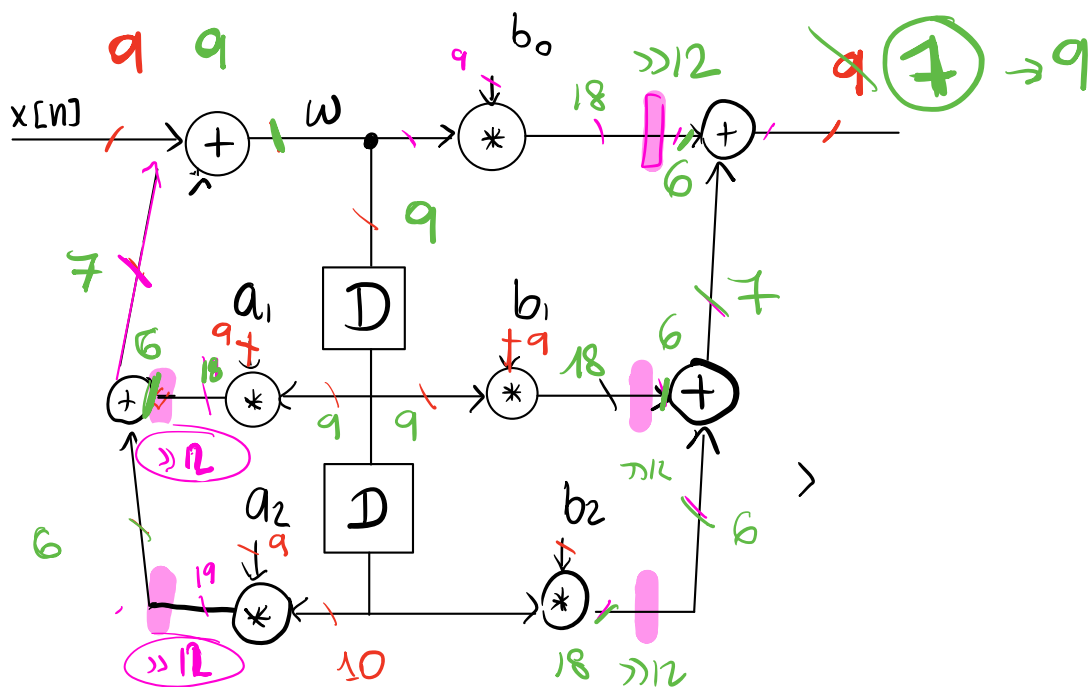 9 9 b₀ >>12 9 7 → 9
9
x[n] + ω * 18 +
6
9
7 D 7
a₁ b₁
9 9
6 18 18 6
+ * 9 9 * +
>>12 >>12
D >
a₂ b₂
6 9 6
19 * *
>>12 10 18 >>12